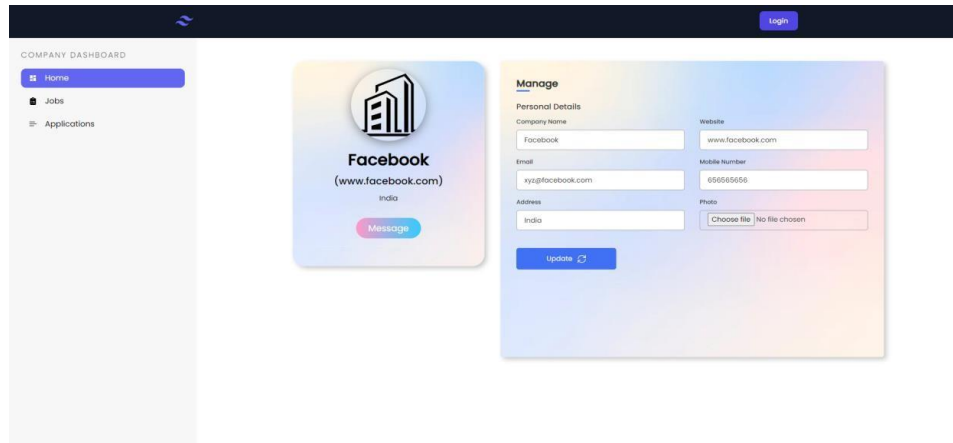 Login
COMPANY DASHBOARD
Home
Jobs
Applications
Facebook
(www.facebook.com)
India
Message
Manage
Personal Details
Company Name
Website
Facebook
www.facebook.com
Email
Mobile Number
xyz@facebook.com
656565656
Address
Photo
India
Choose file No file chosen
Update